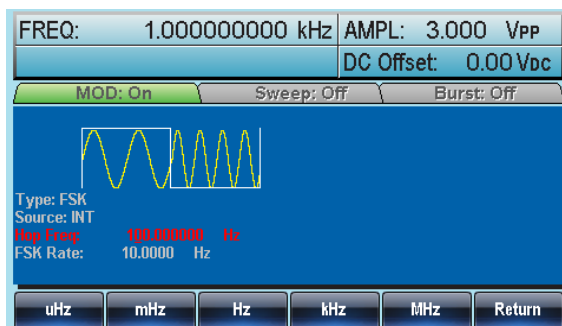 FREQ: 1.000000000 kHz AMPL: 3.000 VPP
DC Offset: 0.00 VDC
MOD: On Sweep: Off Burst: Off
Type: FSK
Source: INT
Hop Freq: 100.000000 Hz
FSK Rate: 10.0000 Hz
uHz mHz Hz kHz MHz Return